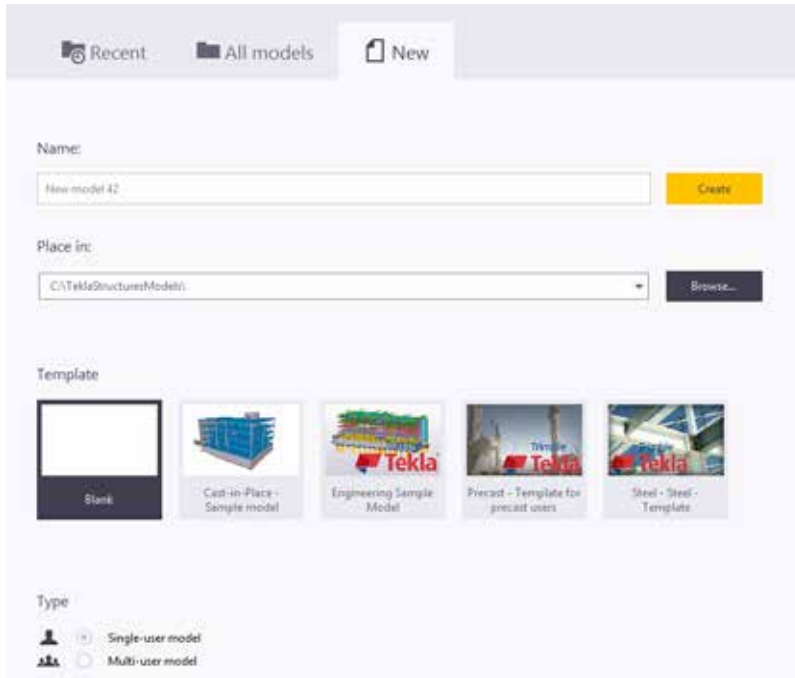 Recent
All models
New
Name:
New model 42
Create
Place in:
C:\TeklaStructuresModels\
Browse...
Template
Tekla
Trimble
Tekla
Trimble
Tekla
Blank
Cast-in-Place -
Sample model
Engineering Sample
Model
Precast - Template for
precast users
Steel - Steel -
Template
Type
Single-user model
Multi-user model